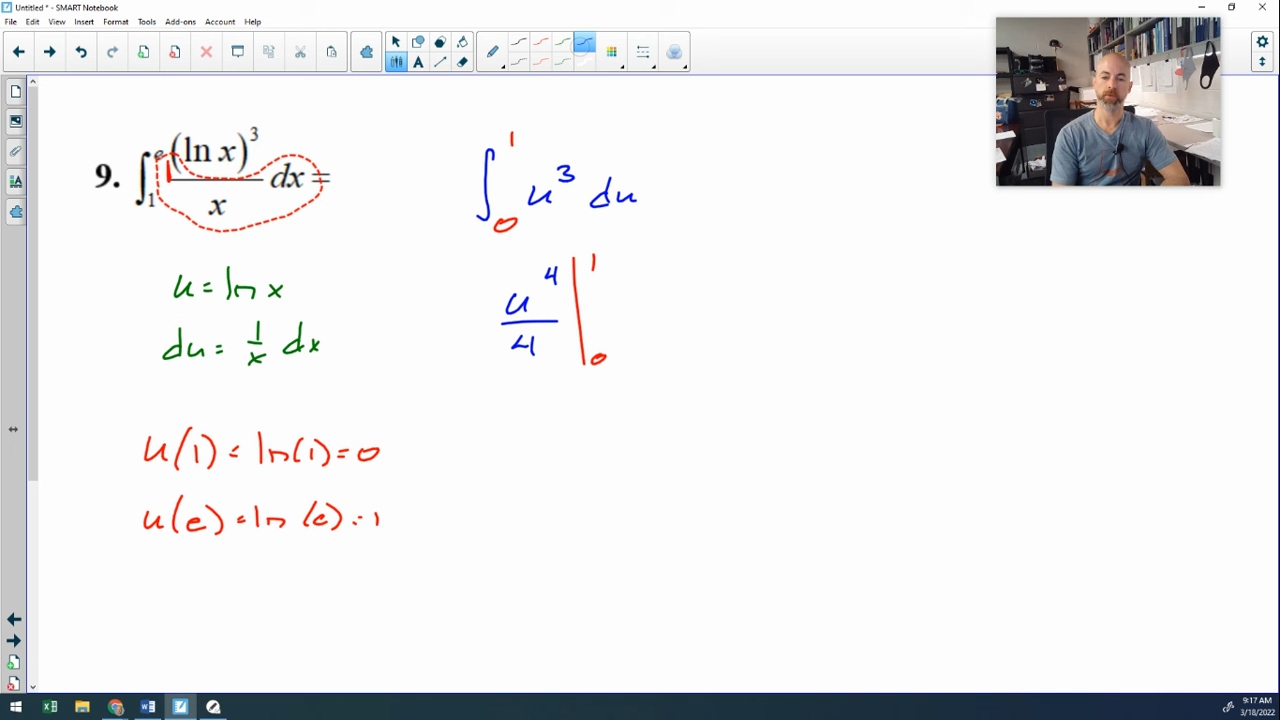 Untitled * - SMART Notebook
File Edit View Insert Format Tools Add-ons Account Help
9. ∫₁ᵉ (ln x)³ / x dx =
∫₀¹ u³ du
u = ln x
u⁴/4 |₀¹
du = 1/x dx
u(1) = ln(1) = 0
u(e) = ln(e) = 1
9:17 AM
3/18/2022